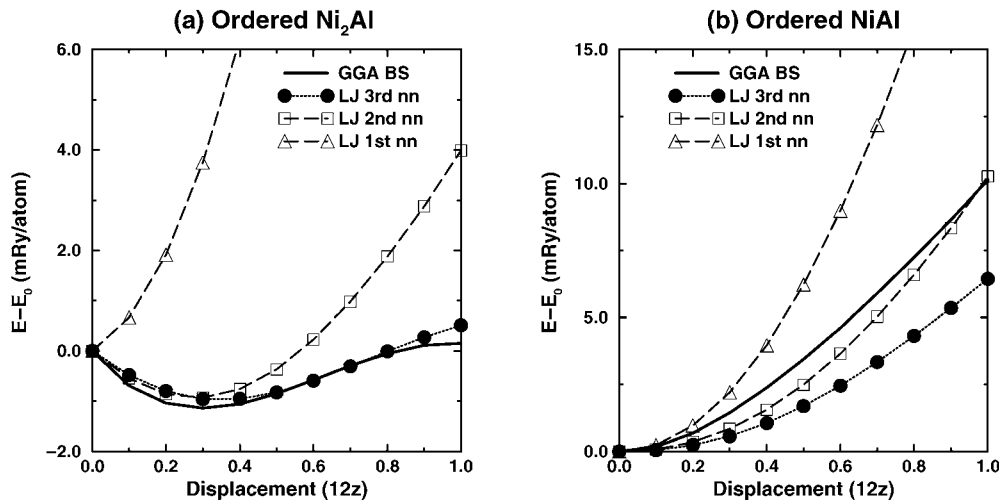 (a) Ordered Ni₂Al
6.0
4.0
2.0
0.0
−2.0
E−E₀ (mRy/atom)
GGA BS
LJ 3rd nn
LJ 2nd nn
LJ 1st nn
0.0 0.2 0.4 0.6 0.8 1.0
Displacement (12z)
(b) Ordered NiAl
15.0
10.0
5.0
0.0
E−E₀ (mRy/atom)
GGA BS
LJ 3rd nn
LJ 2nd nn
LJ 1st nn
0.0 0.2 0.4 0.6 0.8 1.0
Displacement (12z)